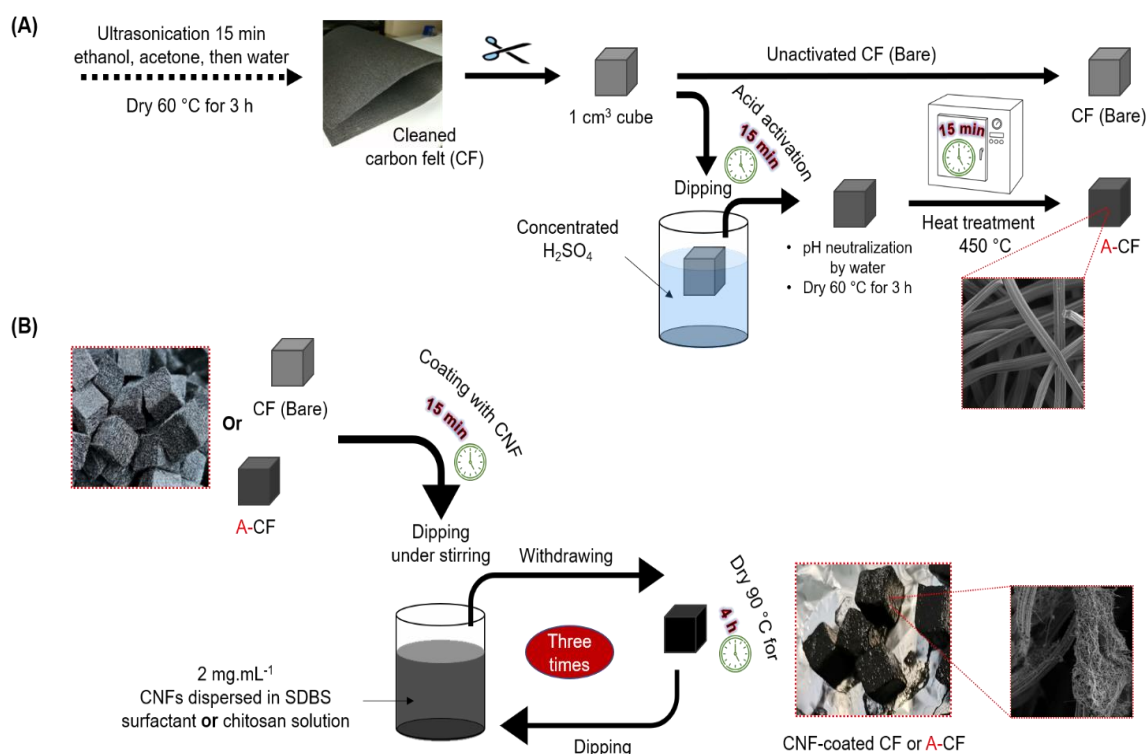 (A)
Ultrasonication 15 min
ethanol, acetone, then water
Dry 60 °C for 3 h
Cleaned
carbon felt (CF)
1 cm³ cube
Unactivated CF (Bare)
CF (Bare)
Acid activation
15 min
Dipping
Concentrated
H₂SO₄
• pH neutralization
by water
• Dry 60 °C for 3 h
15 min
Heat treatment
450 °C
A-CF
(B)
CF (Bare)
Or
A-CF
Coating with CNF
15 min
Dipping
under stirring
Withdrawing
Three
times
Dry 90 °C for
4 h
2 mg.mL⁻¹
CNFs dispersed in SDBS
surfactant or chitosan solution
Dipping
CNF-coated CF or A-CF